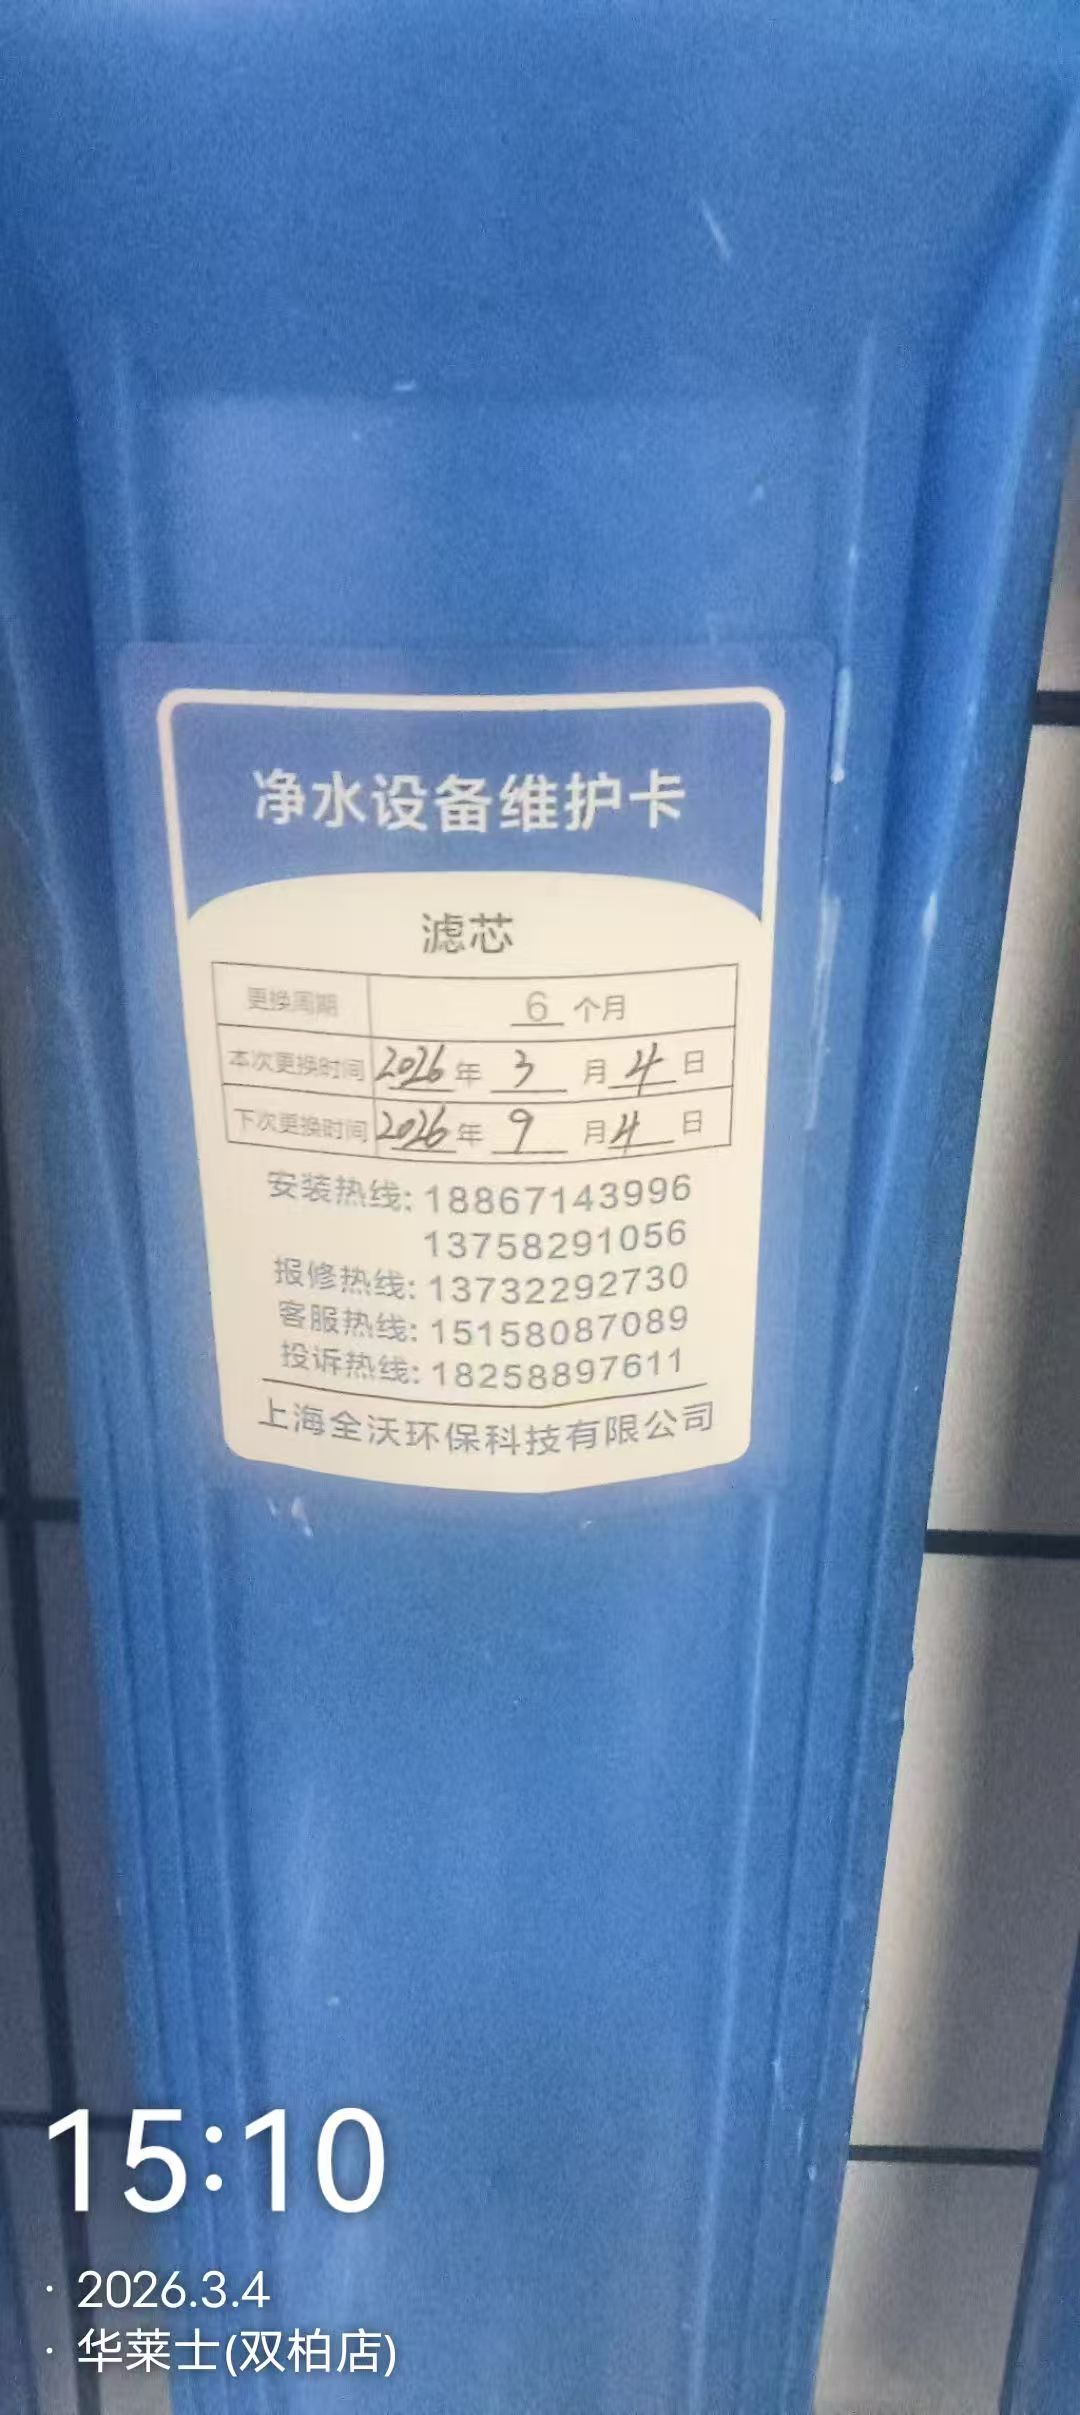 净水设备维护卡
滤芯
更换周期 6 个月
本次更换时间 2026 年 3 月 4 日
下次更换时间 2026 年 9 月 4 日
安装热线: 18867143996
13758291056
报修热线: 13732292730
客服热线: 15158087089
投诉热线: 18258897611
上海全沃环保科技有限公司
15:10
· 2026.3.4
· 华莱士(双柏店)